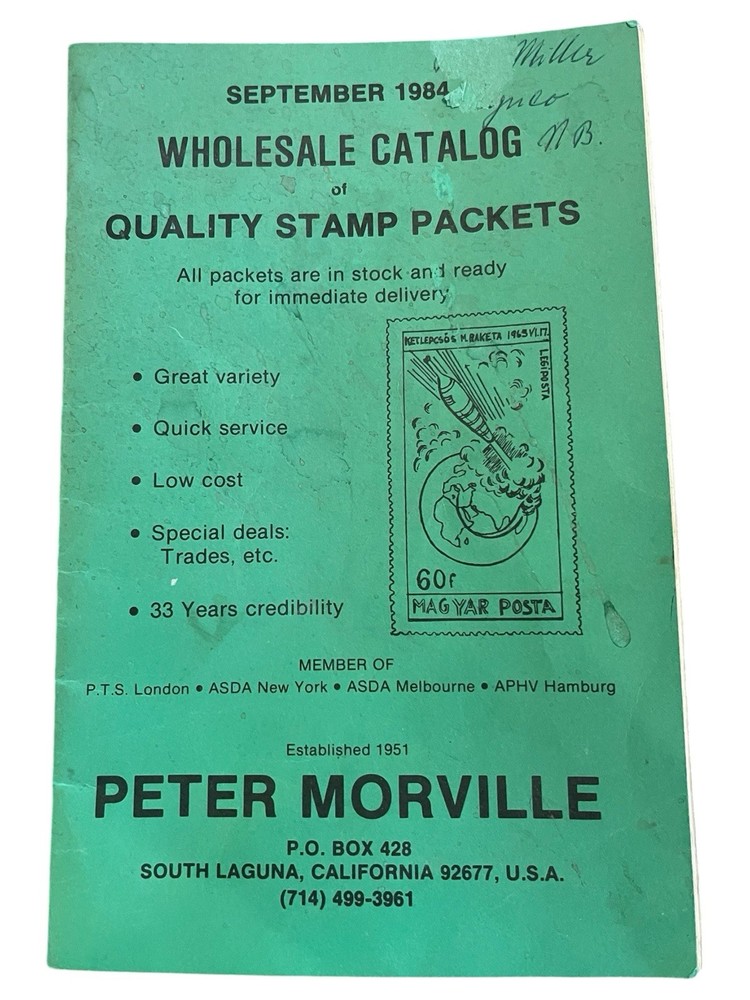 Miller
SEPTEMBER 1984
N.B.
WHOLESALE CATALOG
of
QUALITY STAMP PACKETS
All packets are in stock and ready
for immediate delivery
• Great variety
• Quick service
• Low cost
• Special deals:
Trades, etc.
• 33 Years credibility
KETLEPCSÓS M.RAKETA 1965 VI.17.
LÉGIPOSTA
60f
MAGYAR POSTA
MEMBER OF
P.T.S. London • ASDA New York • ASDA Melbourne • APHV Hamburg
Established 1951
PETER MORVILLE
P.O. BOX 428
SOUTH LAGUNA, CALIFORNIA 92677, U.S.A.
(714) 499-3961